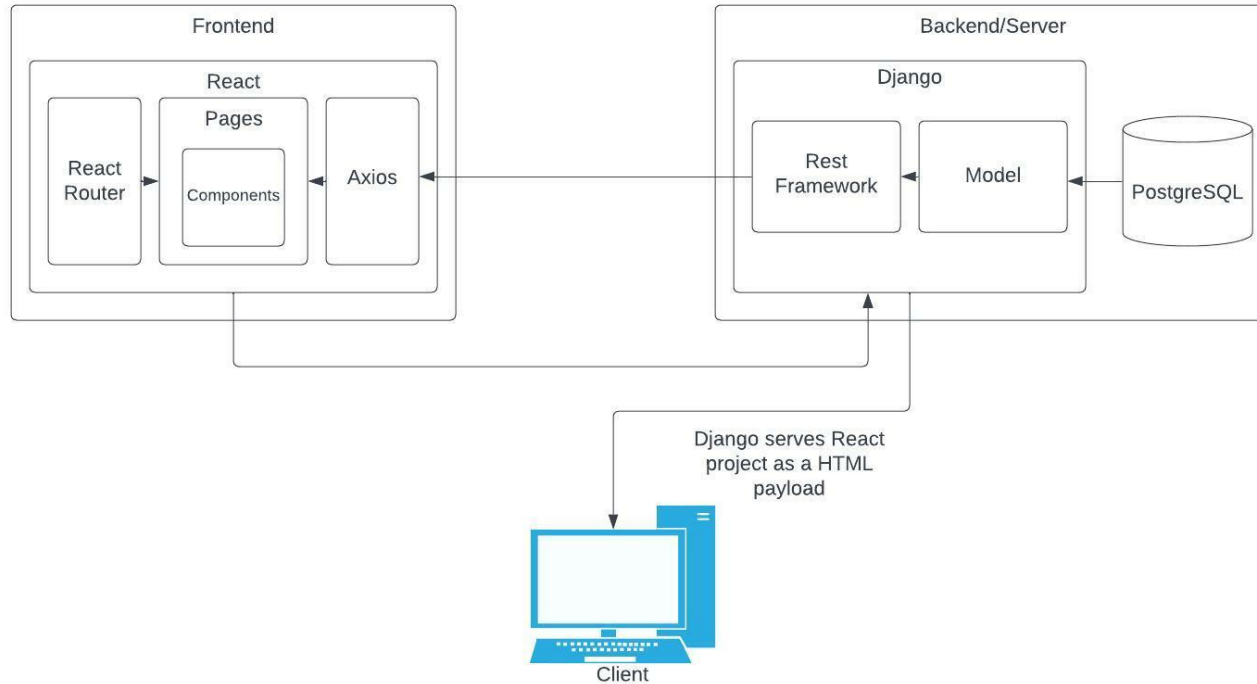 Frontend
React
React
Router
Pages
Components
Axios
Backend/Server
Django
Rest
Framework
Model
PostgreSQL
Django serves React
project as a HTML
payload
Client